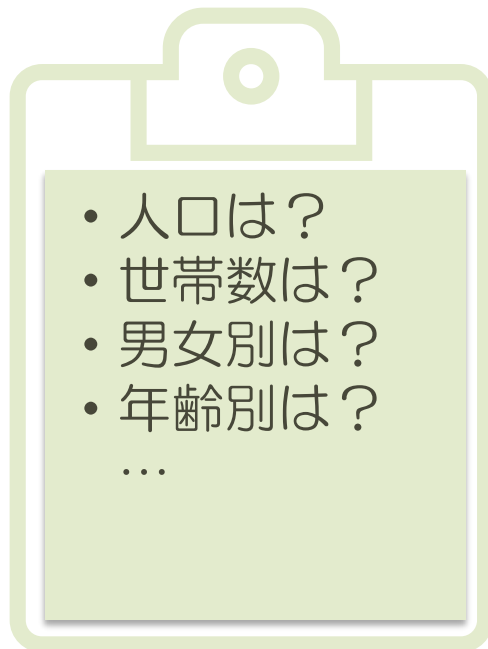 • 人口は？
• 世帯数は？
• 男女別は？
• 年齢別は？
…